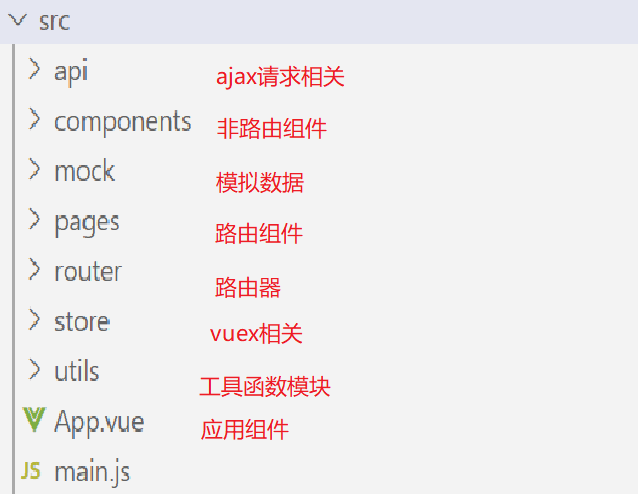 src
api ajax请求相关
components 非路由组件
mock 模拟数据
pages 路由组件
router 路由器
store vuex相关
utils 工具函数模块
App.vue 应用组件
JS main.js